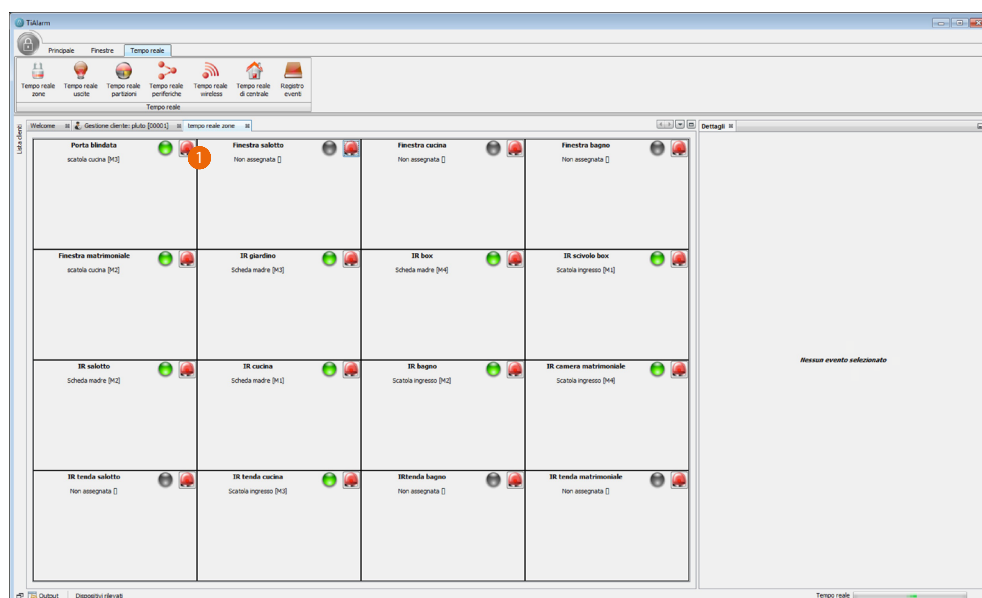 TiAlarm
Principale Finestre Tempo reale
Tempo reale zone
Tempo reale uscite
Tempo reale partizioni
Tempo reale periferiche
Tempo reale wireless
Tempo reale di centrale
Registro eventi
Tempo reale
Lista clienti
Welcome
Gestione cliente: pluto [00001]
tempo reale zone
Dettagli
Porta blindata
scatola cucina [M3]
1
Finestra salotto
Non assegnata []
Finestra cucina
Non assegnata []
Finestra bagno
Non assegnata []
Finestra matrimoniale
scatola cucina [M2]
IR giardino
Scheda madre [M3]
IR box
Scheda madre [M4]
IR scivolo box
Scatola ingresso [M1]
IR salotto
Scheda madre [M2]
IR cucina
Scheda madre [M1]
IR bagno
Scatola ingresso [M2]
IR camera matrimoniale
Scatola ingresso [M4]
Nessun evento selezionato
IR tenda salotto
Non assegnata []
IR tenda cucina
Scatola ingresso [M3]
IRtenda bagno
Non assegnata []
IR tenda matrimoniale
Non assegnata []
Output
Dispositivi rilevati
Tempo reale